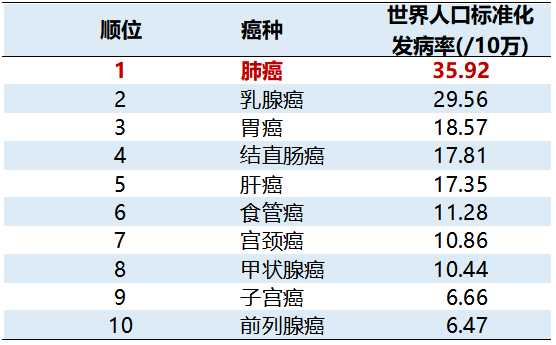 顺位 癌种 世界人口标准化
发病率(/10万)
1 肺癌 35.92
2 乳腺癌 29.56
3 胃癌 18.57
4 结直肠癌 17.81
5 肝癌 17.35
6 食管癌 11.28
7 宫颈癌 10.86
8 甲状腺癌 10.44
9 子宫癌 6.66
10 前列腺癌 6.47